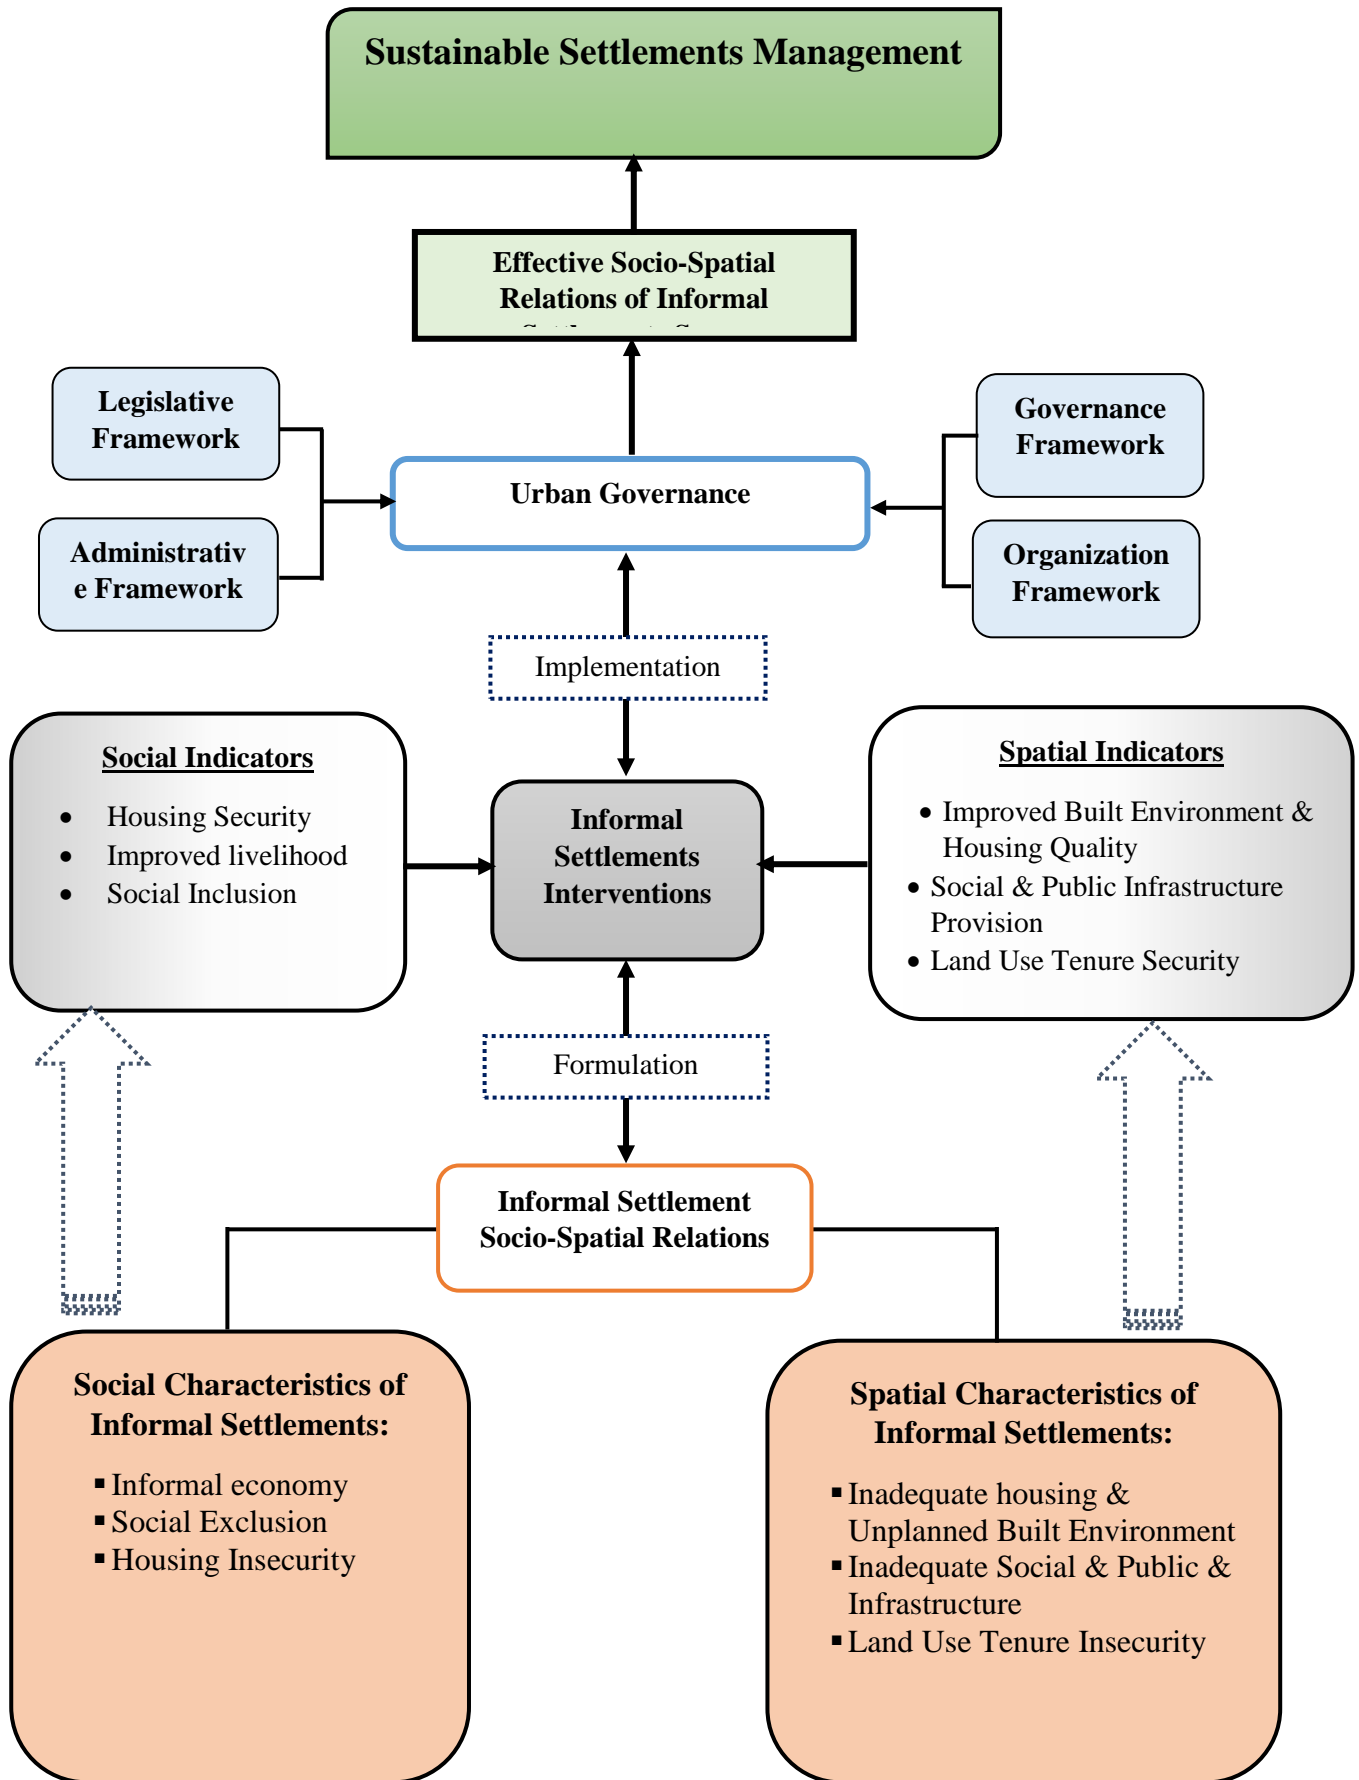 Sustainable Settlements Management
Effective Socio-Spatial
Relations of Informal
Legislative
Framework
Governance
Framework
Urban Governance
Administrativ
e Framework
Organization
Framework
Implementation
Social Indicators
• Housing Security
• Improved livelihood
• Social Inclusion
Informal
Settlements
Interventions
Spatial Indicators
• Improved Built Environment &
Housing Quality
• Social & Public Infrastructure
Provision
• Land Use Tenure Security
Formulation
Informal Settlement
Socio-Spatial Relations
Social Characteristics of
Informal Settlements:
▪ Informal economy
▪ Social Exclusion
▪ Housing Insecurity
Spatial Characteristics of
Informal Settlements:
▪ Inadequate housing &
Unplanned Built Environment
▪ Inadequate Social & Public &
Infrastructure
▪ Land Use Tenure Insecurity